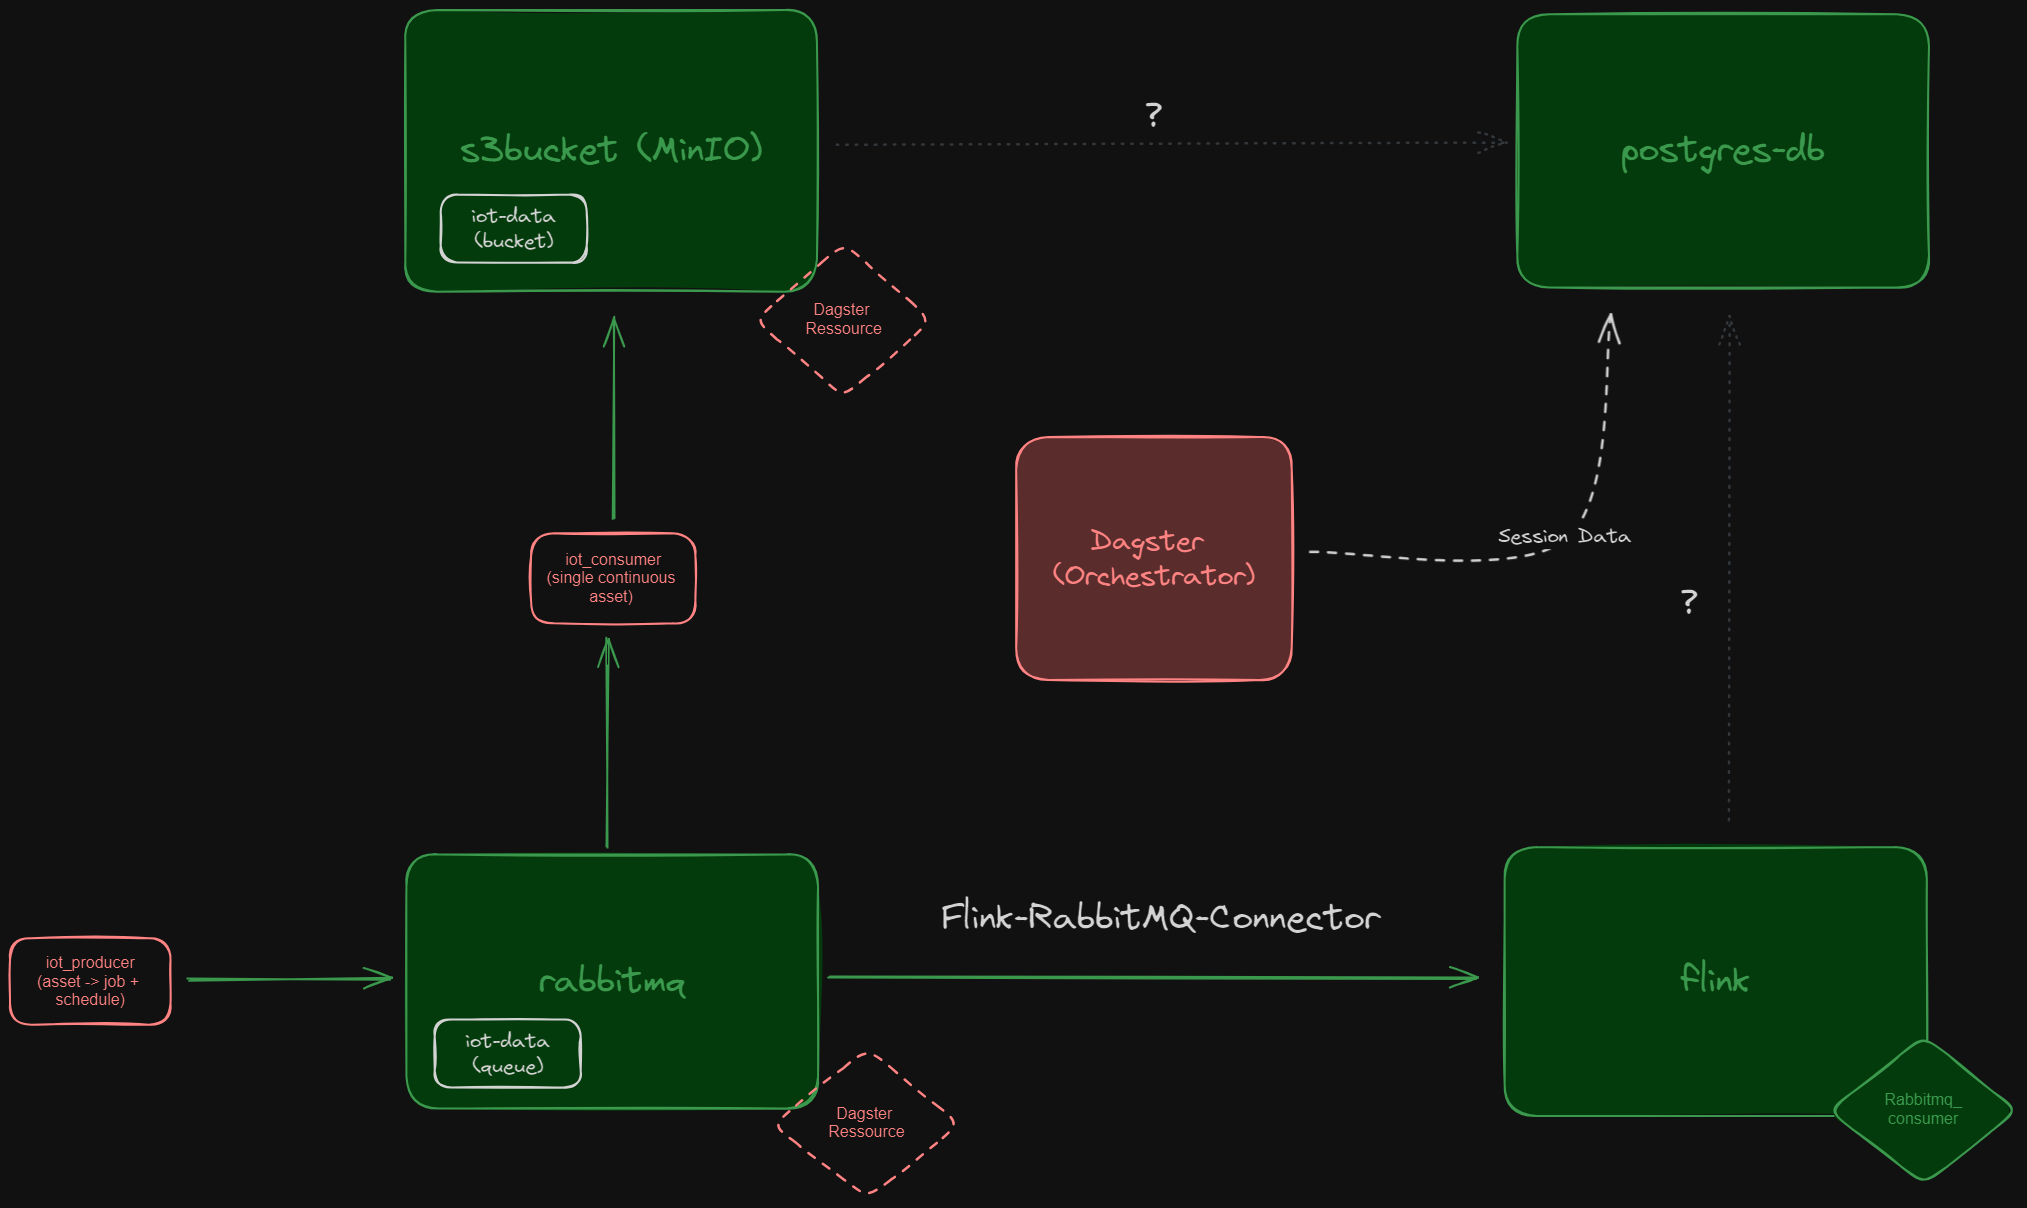 s3bucket (MinIO)
iot-data
(bucket)
Dagster
Ressource
?
postgres-db
iot_consumer
(single continuous
asset)
Dagster
(Orchestrator)
Session Data
?
iot_producer
(asset -> job +
schedule)
rabbitmq
iot-data
(queue)
Dagster
Ressource
Flink-RabbitMQ-Connector
flink
Rabbitmq_
consumer